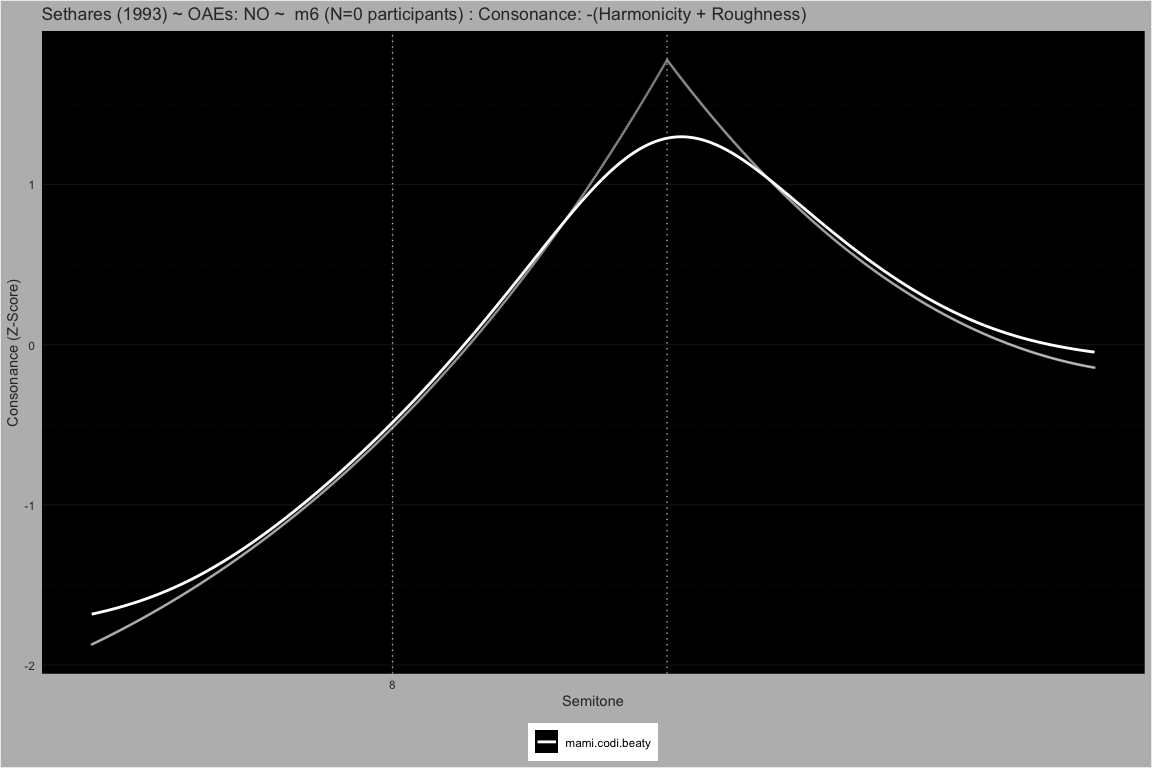 Sethares (1993) ~ OAEs: NO ~  m6 (N=0 participants) : Consonance: -(Harmonicity + Roughness)
Consonance (Z-Score)
1
0
-1
-2
8
Semitone
mami.codi.beaty